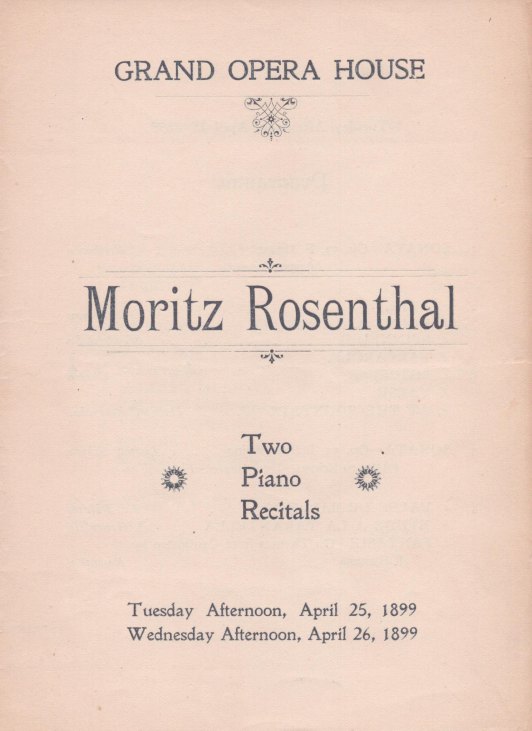 GRAND OPERA HOUSE
Moritz Rosenthal
Two
Piano
Recitals
Tuesday Afternoon, April 25, 1899
Wednesday Afternoon, April 26, 1899